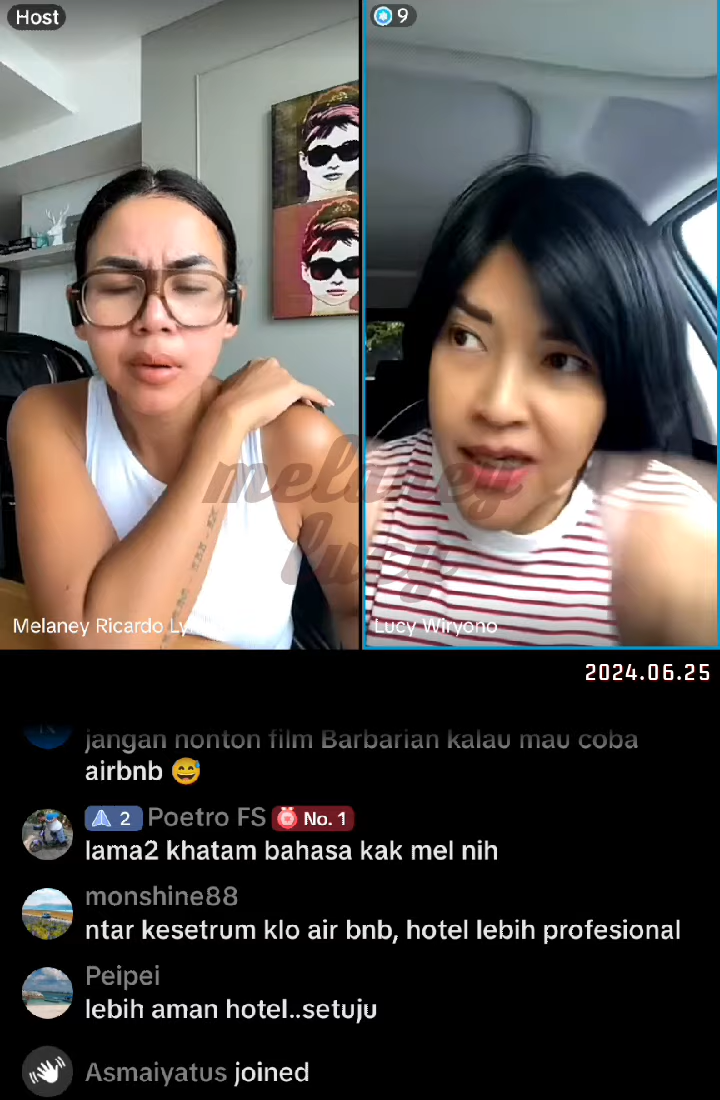 Host
9
melaney
lucy
Melaney Ricardo Ly
Lucy Wiryono
2024.06.25
jangan nonton film Barbarian kalau mau coba
airbnb 😅
2 Poetro FS No. 1
lama2 khatam bahasa kak mel nih
monshine88
ntar kesetrum klo air bnb, hotel lebih profesional
Peipei
lebih aman hotel..setuju
Asmaiyatus joined